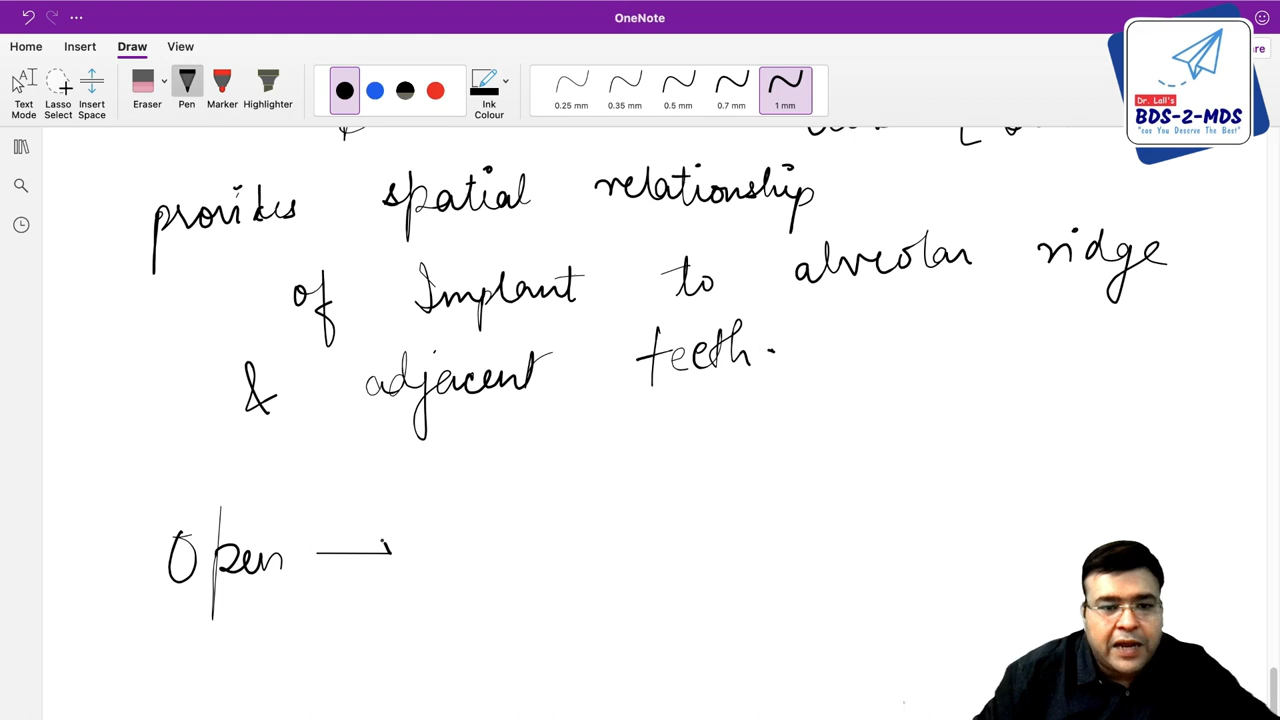 OneNote
Home Insert Draw View
Text Mode Lasso Select Insert Space Eraser Pen Marker Highlighter Ink Colour 0.25 mm 0.35 mm 0.5 mm 0.7 mm 1 mm
Dr. Lall's
BDS-2-MDS
"cos You Deserve The Best"
provides spatial relationship
of Implant to alveolar ridge
& adjacent teeth.
Open →